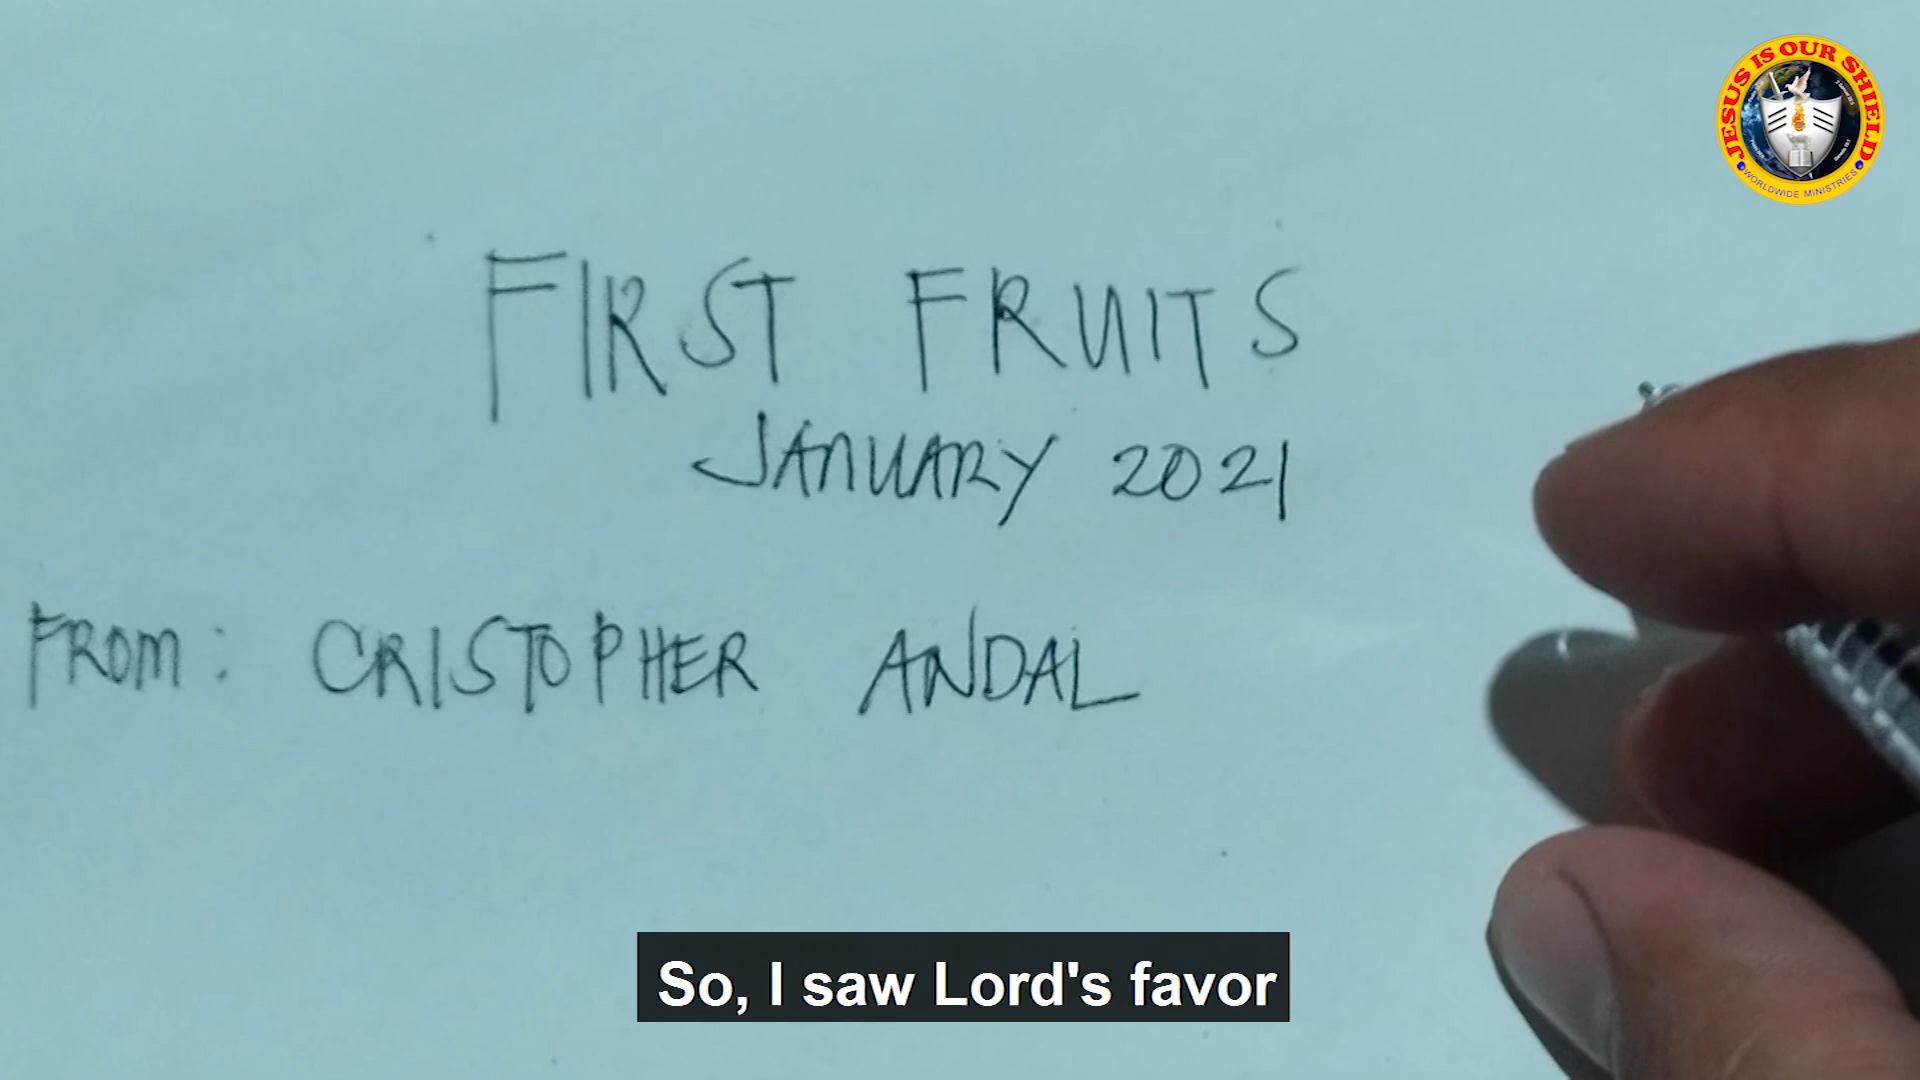 JESUS IS OUR SHIELD
WORLDWIDE MINISTRIES
FIRST FRUITS
JANUARY 2021
FROM: CRISTOPHER ANDAL
So, I saw Lord's favor